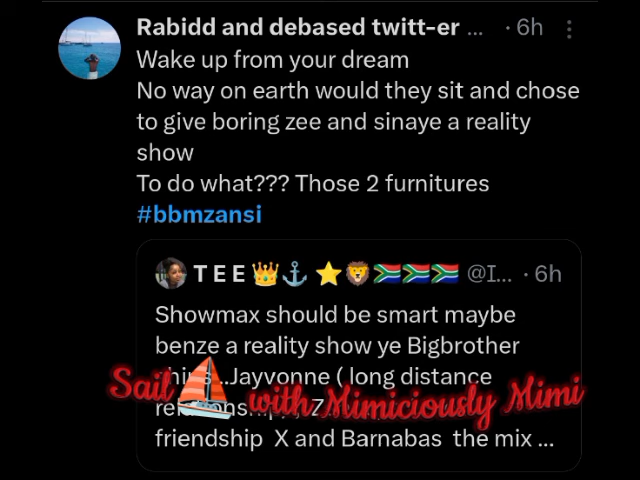 Rabidd and debased twitt-er ... · 6h
Wake up from your dream
No way on earth would they sit and chose
to give boring zee and sinaye a reality
show
To do what??? Those 2 furnitures
#bbmzansi
T E E 👑⚓ ⭐🦁🇿🇦🇿🇦🇿🇦 @I... · 6h
Showmax should be smart maybe
benze a reality show ye Bigbrother
..Jayvonne ( long distance
Sail with Mimiciously Mimi
friendship X and Barnabas the mix ...